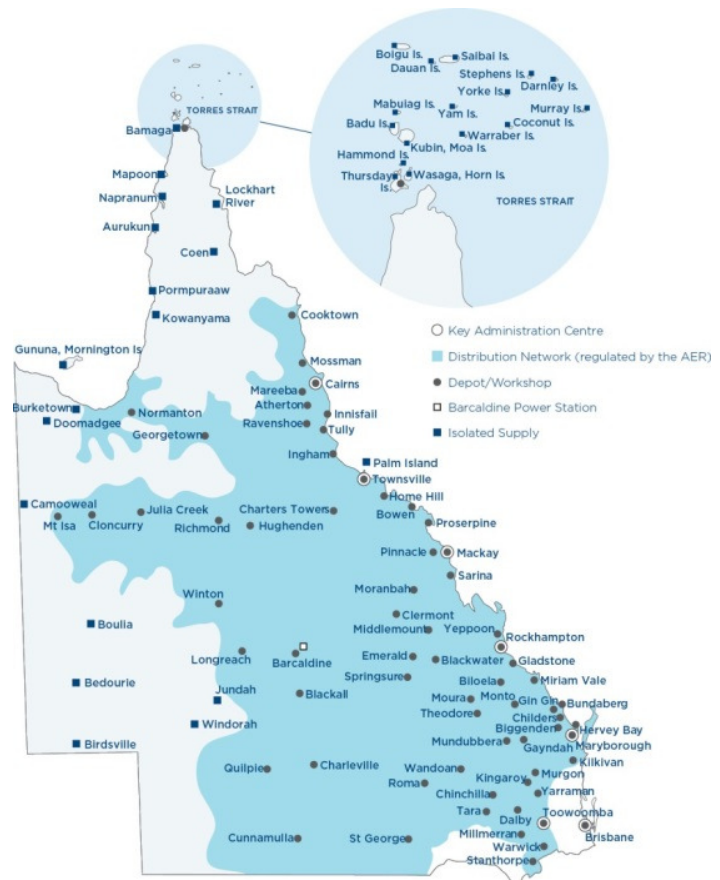 Boigu Is.
Saibai Is.
Dauan Is.
Stephens Is.
Darnley Is.
Yorke Is.
Mabuiag Is.
Yam Is.
Murray Is.
Badu Is.
Coconut Is.
Warraber Is.
Kubin, Moa Is.
Hammond Is.
Thursday
Is.
Wasaga, Horn Is.
TORRES STRAIT
TORRES STRAIT
Bamaga
Mapoon
Napranum
Lockhart
River
Aurukun
Coen
Pormpuraaw
Kowanyama
Cooktown
Gununa, Mornington Is
Mossman
Cairns
Mareeba
Atherton
Burketown
Normanton
Innisfail
Doomadgee
Ravenshoe
Tully
Georgetown
Ingham
Palm Island
Townsville
Key Administration Centre
Distribution Network (regulated by the AER)
Depot/Workshop
Barcaldine Power Station
Isolated Supply
Camooweal
Home Hill
Mt Isa
Cloncurry
Julia Creek
Richmond
Charters Towers
Hughenden
Bowen
Proserpine
Pinnacle
Mackay
Sarina
Moranbah
Winton
Clermont
Boulia
Middlemount
Yeppoon
Rockhampton
Longreach
Barcaldine
Emerald
Blackwater
Gladstone
Springsure
Bedourie
Jundah
Blackall
Biloela
Miriam Vale
Moura
Monto
Gin Gin
Bundaberg
Theodore
Childers
Windorah
Biggenden
Hervey Bay
Birdsville
Mundubbera
Gayndah
Maryborough
Kilkivan
Quilpie
Charleville
Wandoan
Murgon
Roma
Kingaroy
Chinchilla
Yarraman
Tara
Dalby
Toowoomba
Cunnamulla
St George
Millmerran
Brisbane
Warwick
Stanthorpe